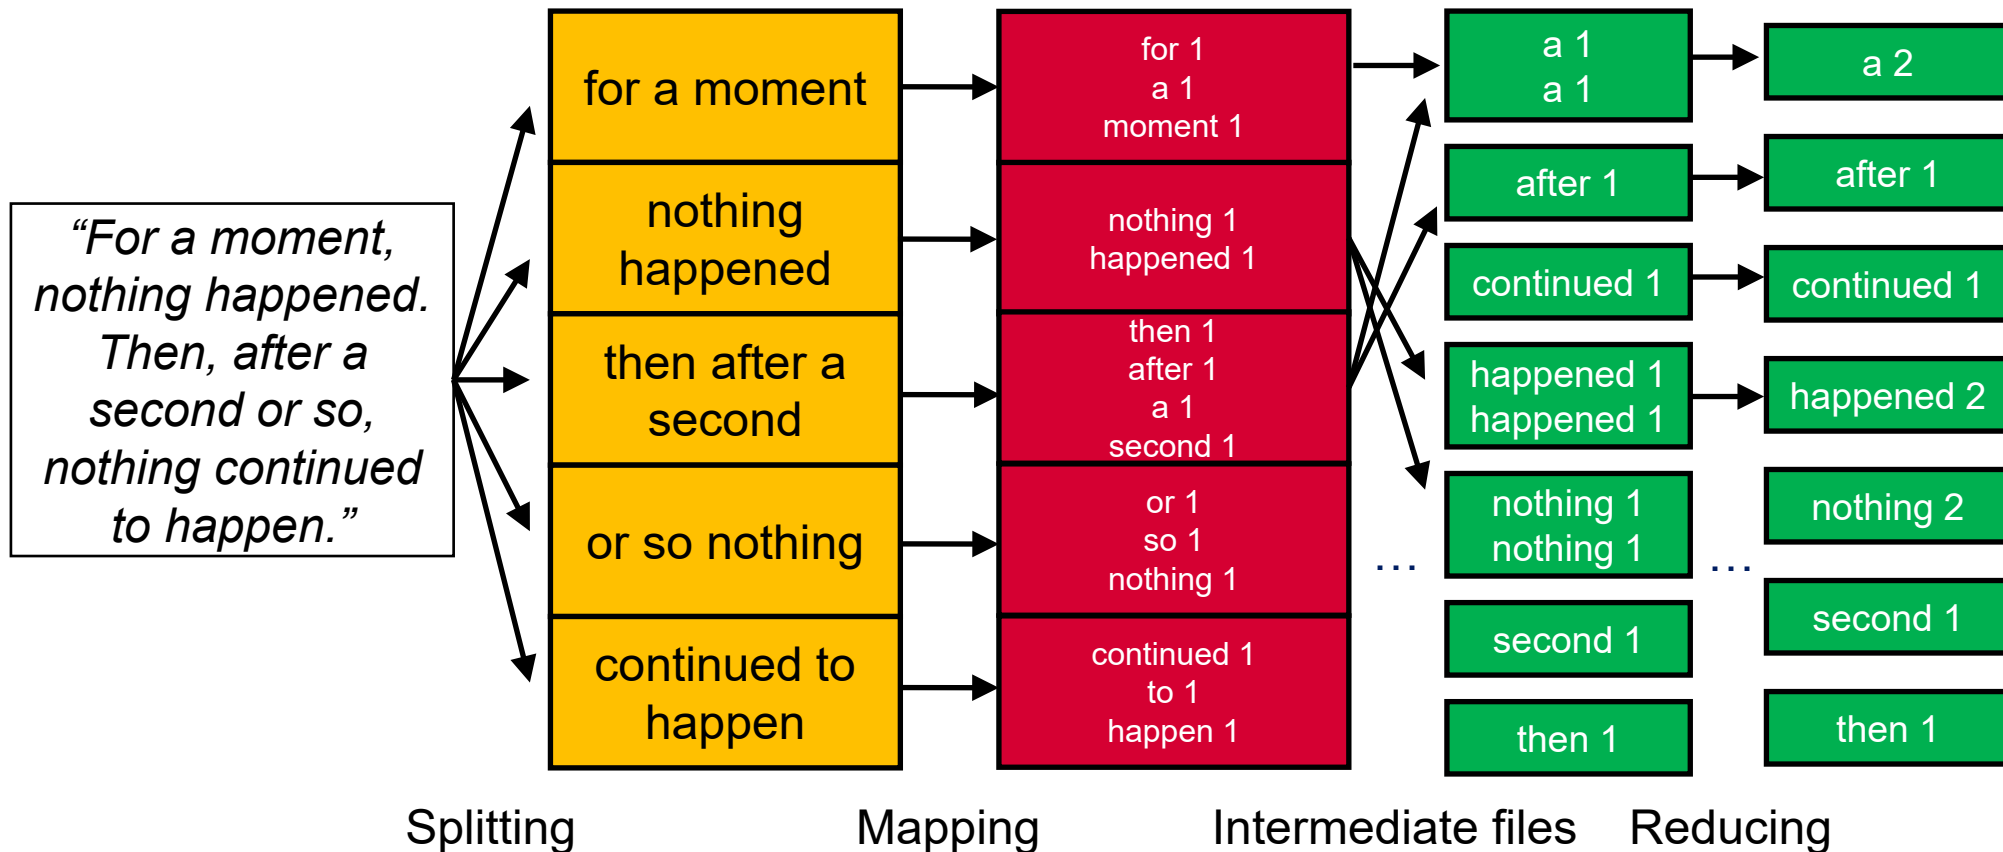 “For a moment,
nothing happened.
Then, after a
second or so,
nothing continued
to happen.”
for a moment
nothing
happened
then after a
second
or so nothing
continued to
happen
for 1
a 1
moment 1
nothing 1
happened 1
then 1
after 1
a 1
second 1
or 1
so 1
nothing 1
continued 1
to 1
happen 1
...
a 1
a 1
after 1
continued 1
happened 1
happened 1
nothing 1
nothing 1
second 1
then 1
...
a 2
after 1
continued 1
happened 2
nothing 2
second 1
then 1
Splitting
Mapping
Intermediate files
Reducing